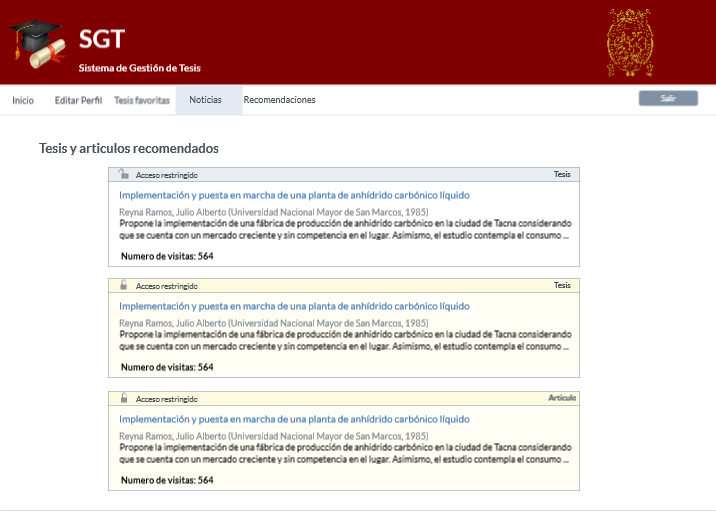 SGT
Sistema de Gestión de Tesis
Inicio Editar Perfil Tesis favoritas Noticias Recomendaciones Salir
Tesis y articulos recomendados
Acceso restringido Tesis
Implementación y puesta en marcha de una planta de anhídrido carbónico líquido
Reyna Ramos, Julio Alberto (Universidad Nacional Mayor de San Marcos, 1985)
Propone la implementación de una fábrica de producción de anhidrido carbónico en la ciudad de Tacna considerando
que se cuenta con un mercado creciente y sin competencia en el lugar. Asimismo, el estudio contempla el consumo ...
Numero de visitas: 564
Acceso restringido Tesis
Implementación y puesta en marcha de una planta de anhídrido carbónico líquido
Reyna Ramos, Julio Alberto (Universidad Nacional Mayor de San Marcos, 1985)
Propone la implementación de una fábrica de producción de anhidrido carbónico en la ciudad de Tacna considerando
que se cuenta con un mercado creciente y sin competencia en el lugar. Asimismo, el estudio contempla el consumo ...
Numero de visitas: 564
Acceso restringido Artículo
Implementación y puesta en marcha de una planta de anhídrido carbónico líquido
Reyna Ramos, Julio Alberto (Universidad Nacional Mayor de San Marcos, 1985)
Propone la implementación de una fábrica de producción de anhidrido carbónico en la ciudad de Tacna considerando
que se cuenta con un mercado creciente y sin competencia en el lugar. Asimismo, el estudio contempla el consumo ...
Numero de visitas: 564